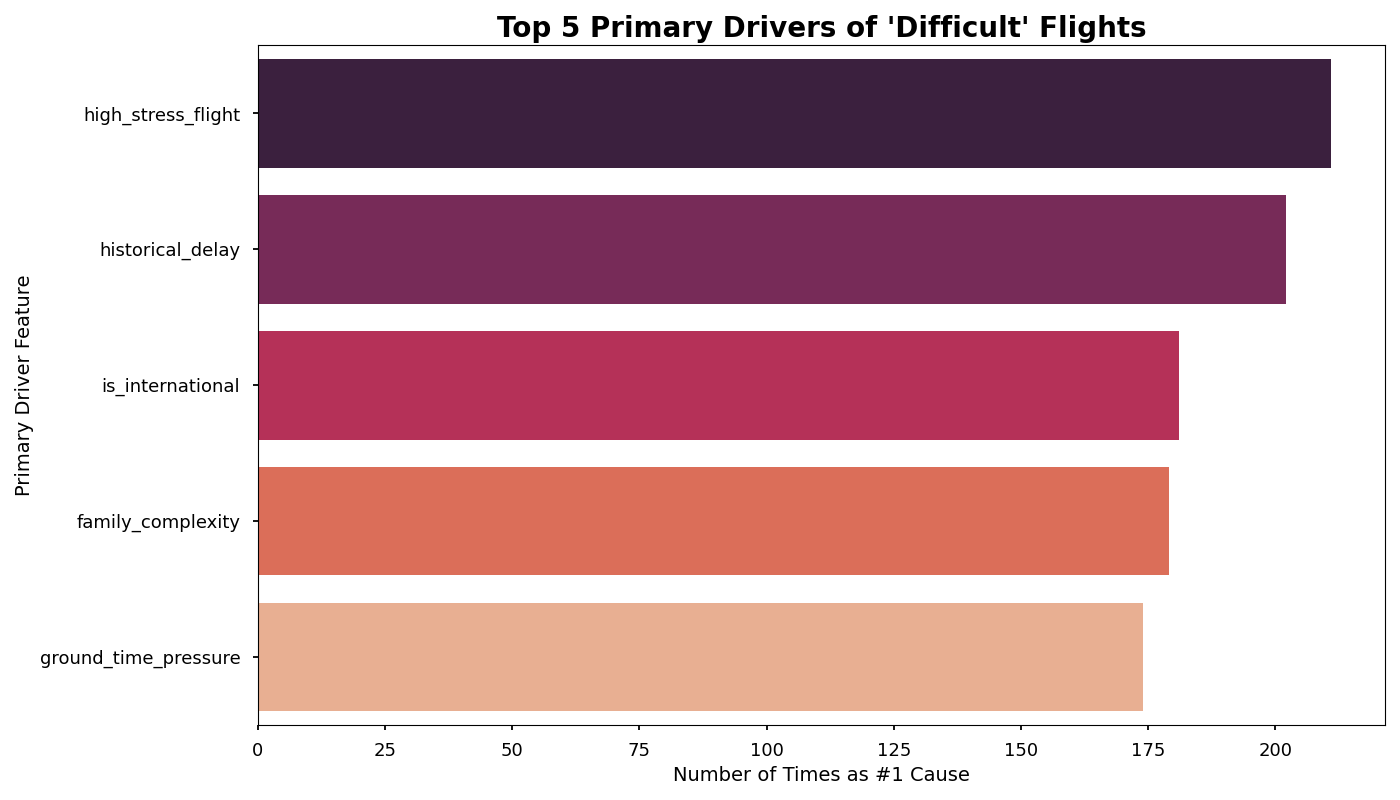 Top 5 Primary Drivers of 'Difficult' Flights
Primary Driver Feature
high_stress_flight
historical_delay
is_international
family_complexity
ground_time_pressure
0 25 50 75 100 125 150 175 200
Number of Times as #1 Cause